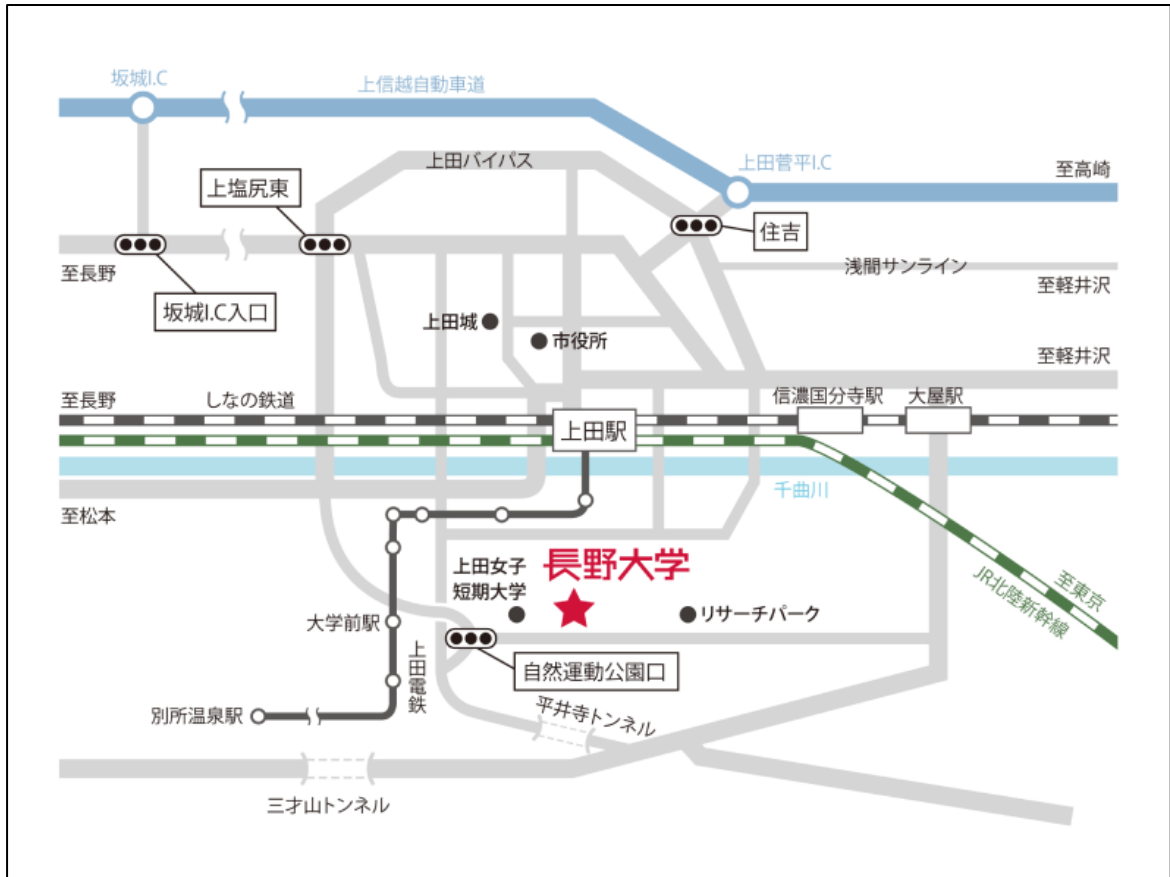 坂城I.C
上信越自動車道
上田バイパス
上田菅平I.C
至高崎
上塩尻東
住吉
至長野
浅間サンライン
至軽井沢
坂城I.C入口
上田城
市役所
至軽井沢
至長野
しなの鉄道
信濃国分寺駅
大屋駅
上田駅
千曲川
至松本
上田女子
短期大学
長野大学
至東京
JR北陸新幹線
リサーチパーク
大学前駅
上田電鉄
自然運動公園口
別所温泉駅
平井寺トンネル
三才山トンネル